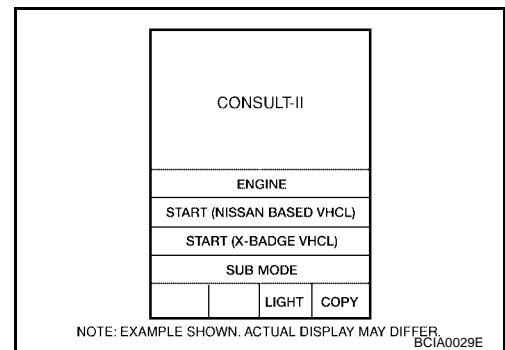 CONSULT-II
ENGINE
START (NISSAN BASED VHCL)
START (X-BADGE VHCL)
SUB MODE
LIGHT COPY
NOTE: EXAMPLE SHOWN. ACTUAL DISPLAY MAY DIFFER.
BCIA0029E